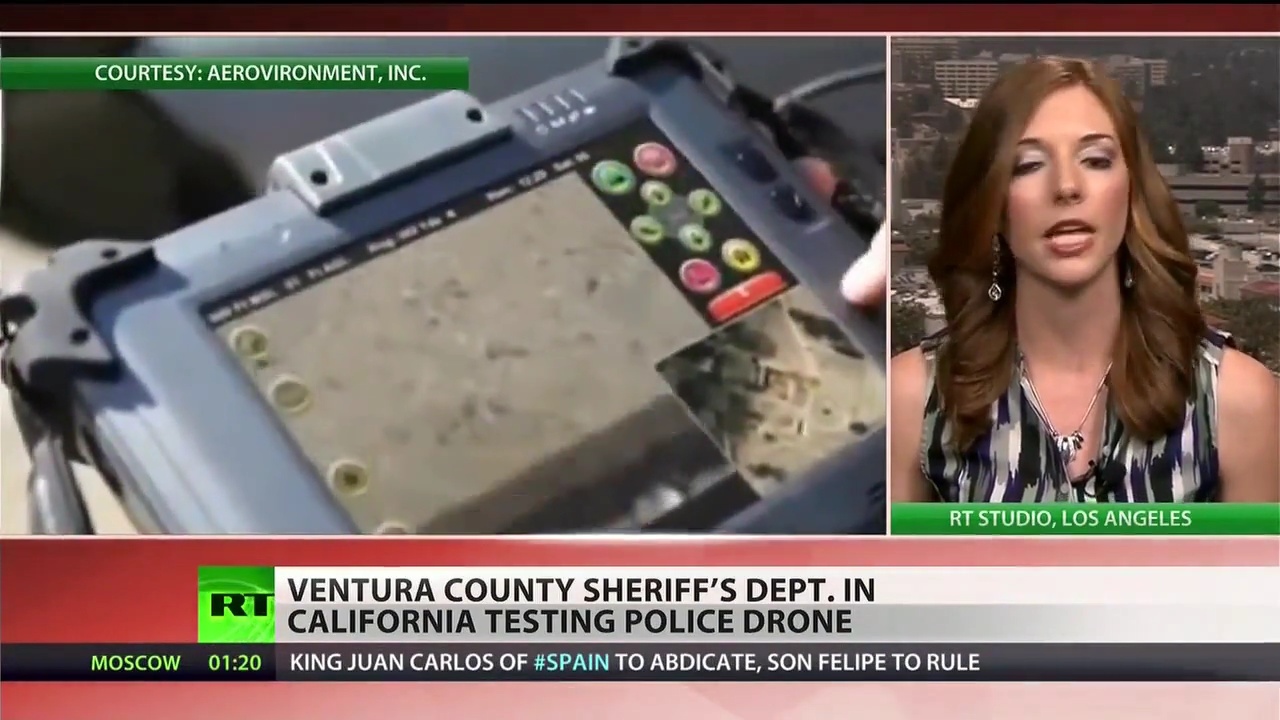 COURTESY: AEROVIRONMENT, INC.
RT STUDIO, LOS ANGELES
RT
VENTURA COUNTY SHERIFF'S DEPT. IN
CALIFORNIA TESTING POLICE DRONE
MOSCOW 01:20 KING JUAN CARLOS OF #SPAIN TO ABDICATE, SON FELIPE TO RULE